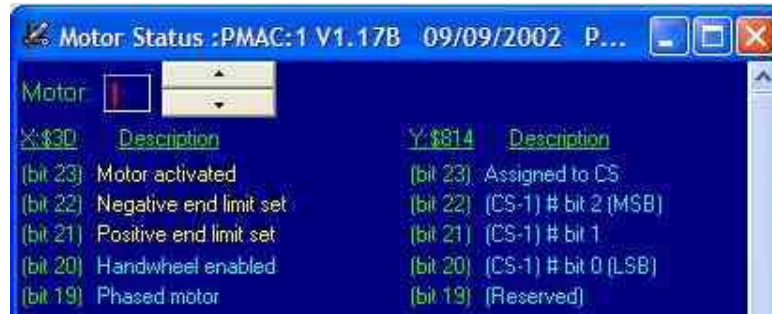 Motor Status :PMAC:1 V1.17B 09/09/2002 P...
Motor:
X:$3D Description Y:$814 Description
(bit 23) Motor activated (bit 23) Assigned to CS
(bit 22) Negative end limit set (bit 22) (CS-1) # bit 2 (MSB)
(bit 21) Positive end limit set (bit 21) (CS-1) # bit 1
(bit 20) Handwheel enabled (bit 20) (CS-1) # bit 0 (LSB)
(bit 19) Phased motor (bit 19) (Reserved)